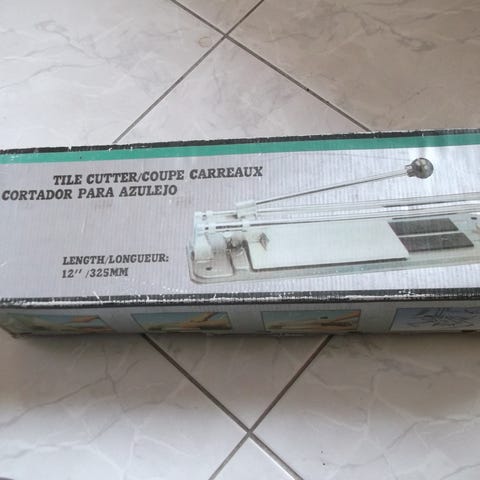 TILE CUTTER/COUPE CARREAUX
CORTADOR PARA AZULEJO
LENGTH/LONGUEUR:
12'' /325MM